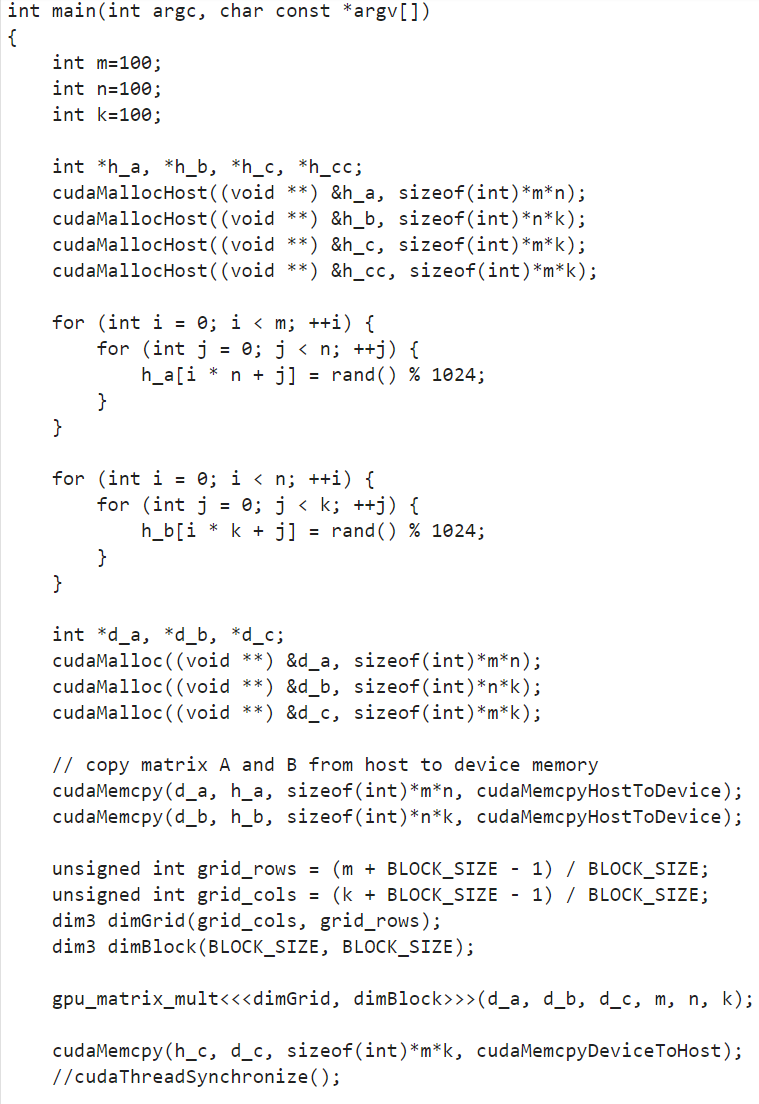 int main(int argc, char const *argv[])
{
    int m=100;
    int n=100;
    int k=100;

    int *h_a, *h_b, *h_c, *h_cc;
    cudaMallocHost((void **) &h_a, sizeof(int)*m*n);
    cudaMallocHost((void **) &h_b, sizeof(int)*n*k);
    cudaMallocHost((void **) &h_c, sizeof(int)*m*k);
    cudaMallocHost((void **) &h_cc, sizeof(int)*m*k);

    for (int i = 0; i < m; ++i) {
        for (int j = 0; j < n; ++j) {
            h_a[i * n + j] = rand() % 1024;
        }
    }

    for (int i = 0; i < n; ++i) {
        for (int j = 0; j < k; ++j) {
            h_b[i * k + j] = rand() % 1024;
        }
    }

    int *d_a, *d_b, *d_c;
    cudaMalloc((void **) &d_a, sizeof(int)*m*n);
    cudaMalloc((void **) &d_b, sizeof(int)*n*k);
    cudaMalloc((void **) &d_c, sizeof(int)*m*k);

    // copy matrix A and B from host to device memory
    cudaMemcpy(d_a, h_a, sizeof(int)*m*n, cudaMemcpyHostToDevice);
    cudaMemcpy(d_b, h_b, sizeof(int)*n*k, cudaMemcpyHostToDevice);

    unsigned int grid_rows = (m + BLOCK_SIZE - 1) / BLOCK_SIZE;
    unsigned int grid_cols = (k + BLOCK_SIZE - 1) / BLOCK_SIZE;
    dim3 dimGrid(grid_cols, grid_rows);
    dim3 dimBlock(BLOCK_SIZE, BLOCK_SIZE);

    gpu_matrix_mult<<<dimGrid, dimBlock>>>(d_a, d_b, d_c, m, n, k);

    cudaMemcpy(h_c, d_c, sizeof(int)*m*k, cudaMemcpyDeviceToHost);
    //cudaThreadSynchronize();